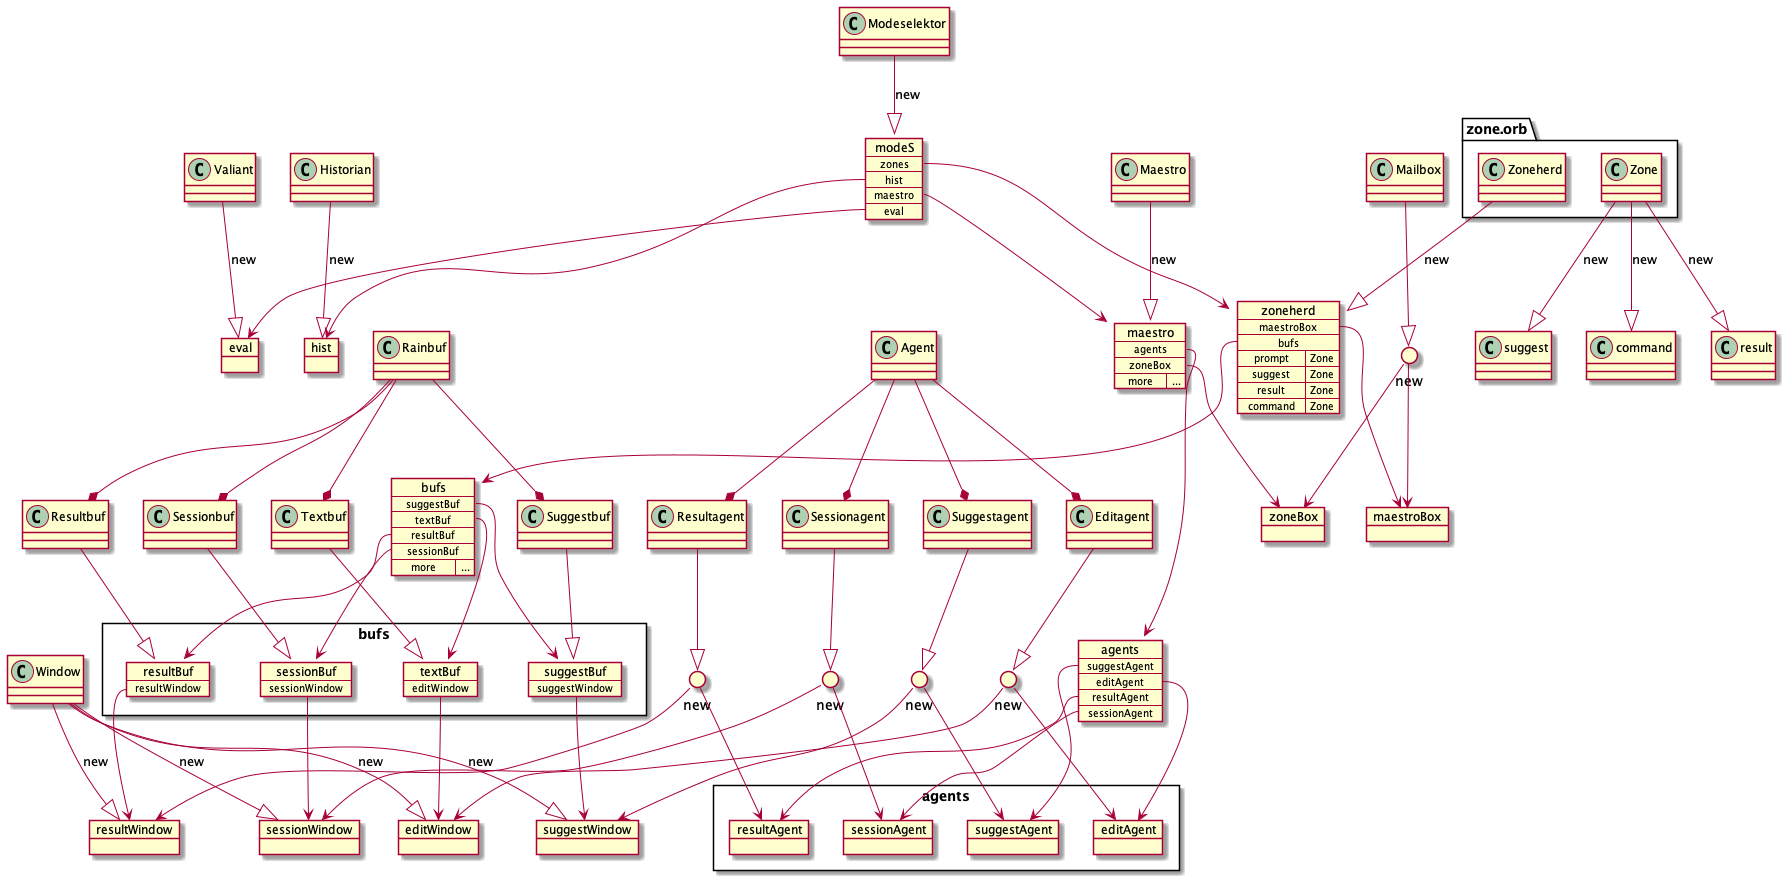 C Modeselektor
new
zone.orb
modeS
zones
hist
maestro
eval
C Valiant
C Historian
C Maestro
C Mailbox
C Zoneherd
C Zone
new
new
new
new
new
new
new
zoneherd
maestroBox
bufs
prompt Zone
suggest Zone
result Zone
command Zone
maestro
agents
zoneBox
more ...
eval
hist
C Rainbuf
C Agent
C suggest
C command
C result
new
C Resultbuf
C Sessionbuf
C Textbuf
bufs
suggestBuf
textBuf
resultBuf
sessionBuf
more ...
C Suggestbuf
C Resultagent
C Sessionagent
C Suggestagent
C Editagent
zoneBox
maestroBox
bufs
C Window
resultBuf
resultWindow
sessionBuf
sessionWindow
textBuf
editWindow
suggestBuf
suggestWindow
agents
suggestAgent
editAgent
resultAgent
sessionAgent
new
new
new
new
new
new
new
new
agents
resultWindow
sessionWindow
editWindow
suggestWindow
resultAgent
sessionAgent
suggestAgent
editAgent